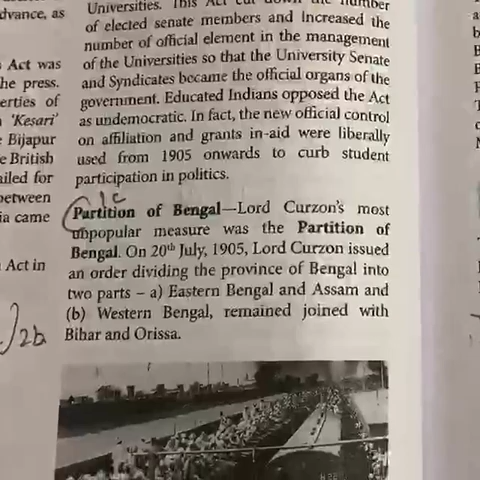 dvance, as
Act was
he press.
erties of
'Kesari'
Bijapur
e British
ailed for
between
ia came
Act in
2b
Universities. This Act cut down the number
of elected senate members and increased the
number of official element in the management
of the Universities so that the University Senate
and Syndicates became the official organs of the
government. Educated Indians opposed the Act
as undemocratic. In fact, the new official control
on affiliation and grants in-aid were liberally
used from 1905 onwards to curb student
participation in politics.
1c
Partition of Bengal—Lord Curzon's most
unpopular measure was the Partition of
Bengal. On 20th July, 1905, Lord Curzon issued
an order dividing the province of Bengal into
two parts – a) Eastern Bengal and Assam and
(b) Western Bengal, remained joined with
Bihar and Orissa.